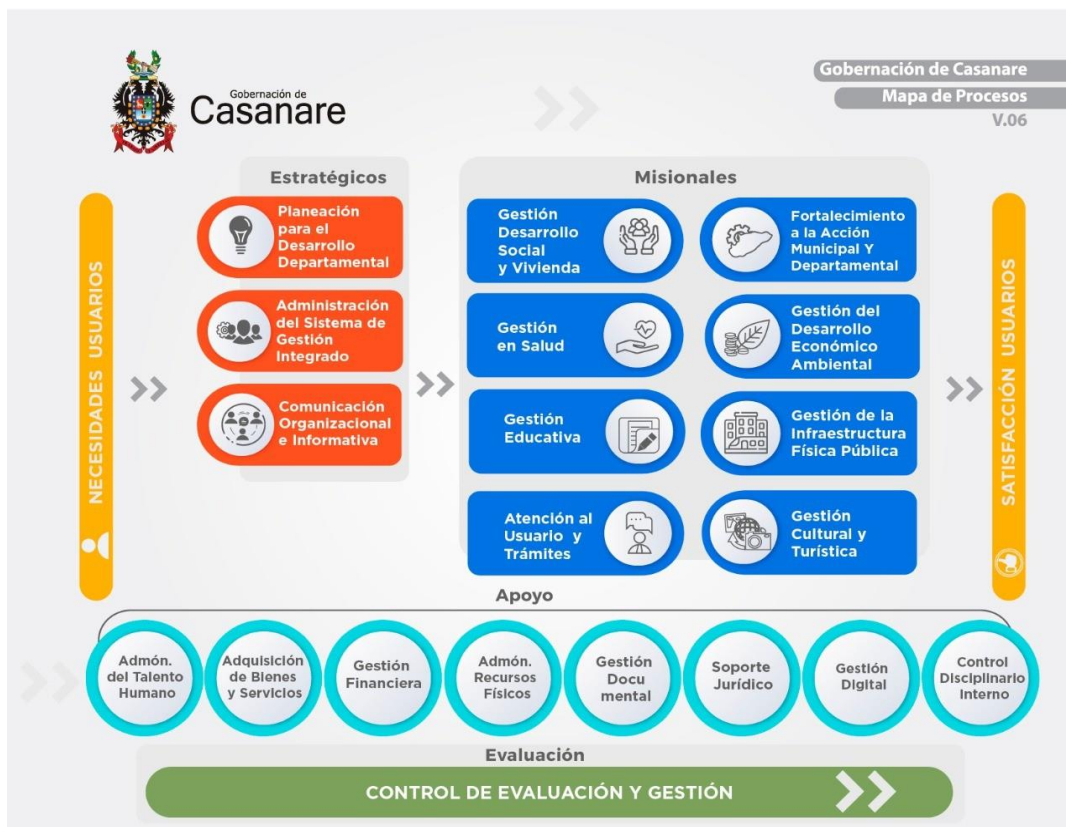 Gobernación de
Casanare
Gobernación de Casanare
Mapa de Procesos
V.06
NECESIDADES USUARIOS
Estratégicos
Planeación
para el
Desarrollo
Departamental
Administración
del Sistema de
Gestión
Integrado
Comunicación
Organizacional
e Informativa
Misionales
Gestión
Desarrollo
Social
y Vivienda
Fortalecimiento
a la Acción
Municipal Y
Departamental
Gestión
en Salud
Gestión del
Desarrollo
Económico
Ambiental
Gestión
Educativa
Gestión de la
Infraestructura
Física Pública
Atención al
Usuario y
Trámites
Gestión
Cultural y
Turística
SATISFACCIÓN USUARIOS
Apoyo
Admón.
del Talento
Humano
Adquisición
de Bienes
y Servicios
Gestión
Financiera
Admón.
Recursos
Físicos
Gestión
Docu
mental
Soporte
Jurídico
Gestión
Digital
Control
Disciplinario
Interno
Evaluación
CONTROL DE EVALUACIÓN Y GESTIÓN